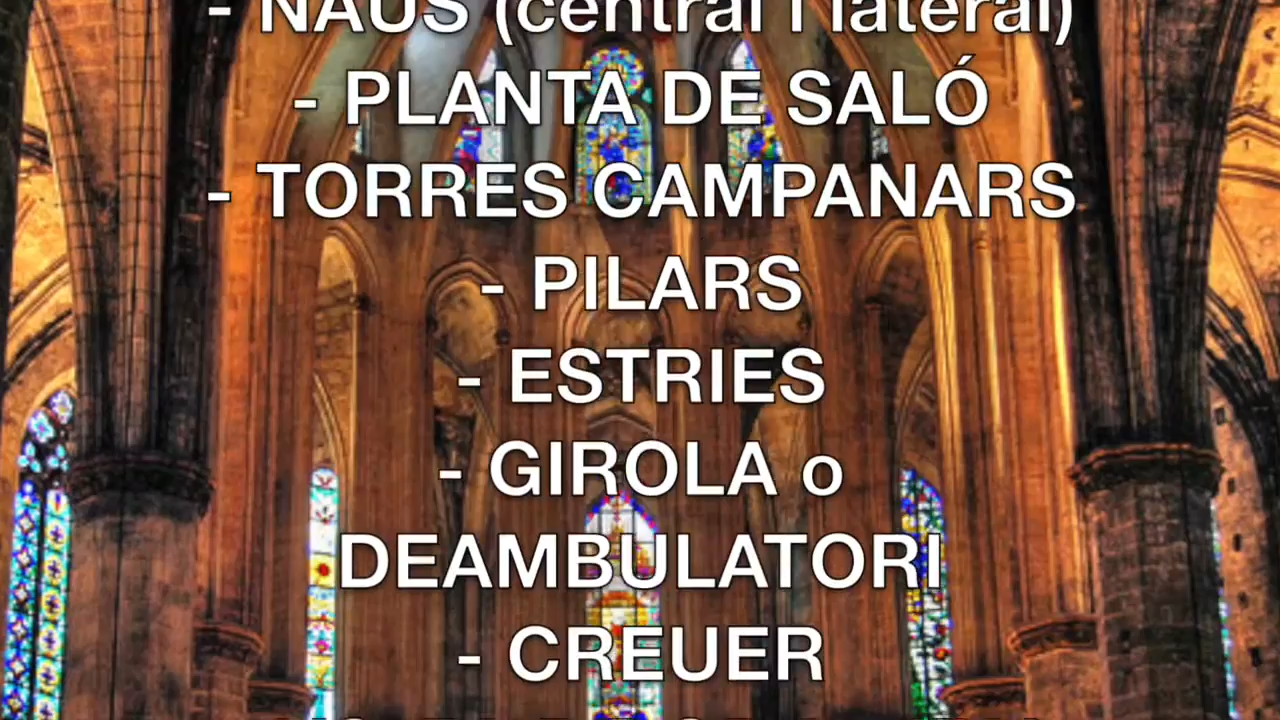 - NAUS (central i lateral)
- PLANTA DE SALÓ
- TORRES CAMPANARS
- PILARS
- ESTRIES
- GIROLA o
DEAMBULATORI
- CREUER